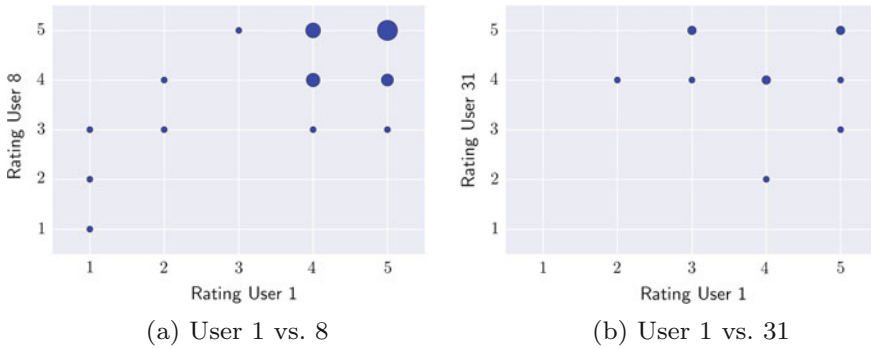 5
4
3
2
1
Rating User 8
1 2 3 4 5
Rating User 1
(a) User 1 vs. 8
5
4
3
2
1
Rating User 31
1 2 3 4 5
Rating User 1
(b) User 1 vs. 31